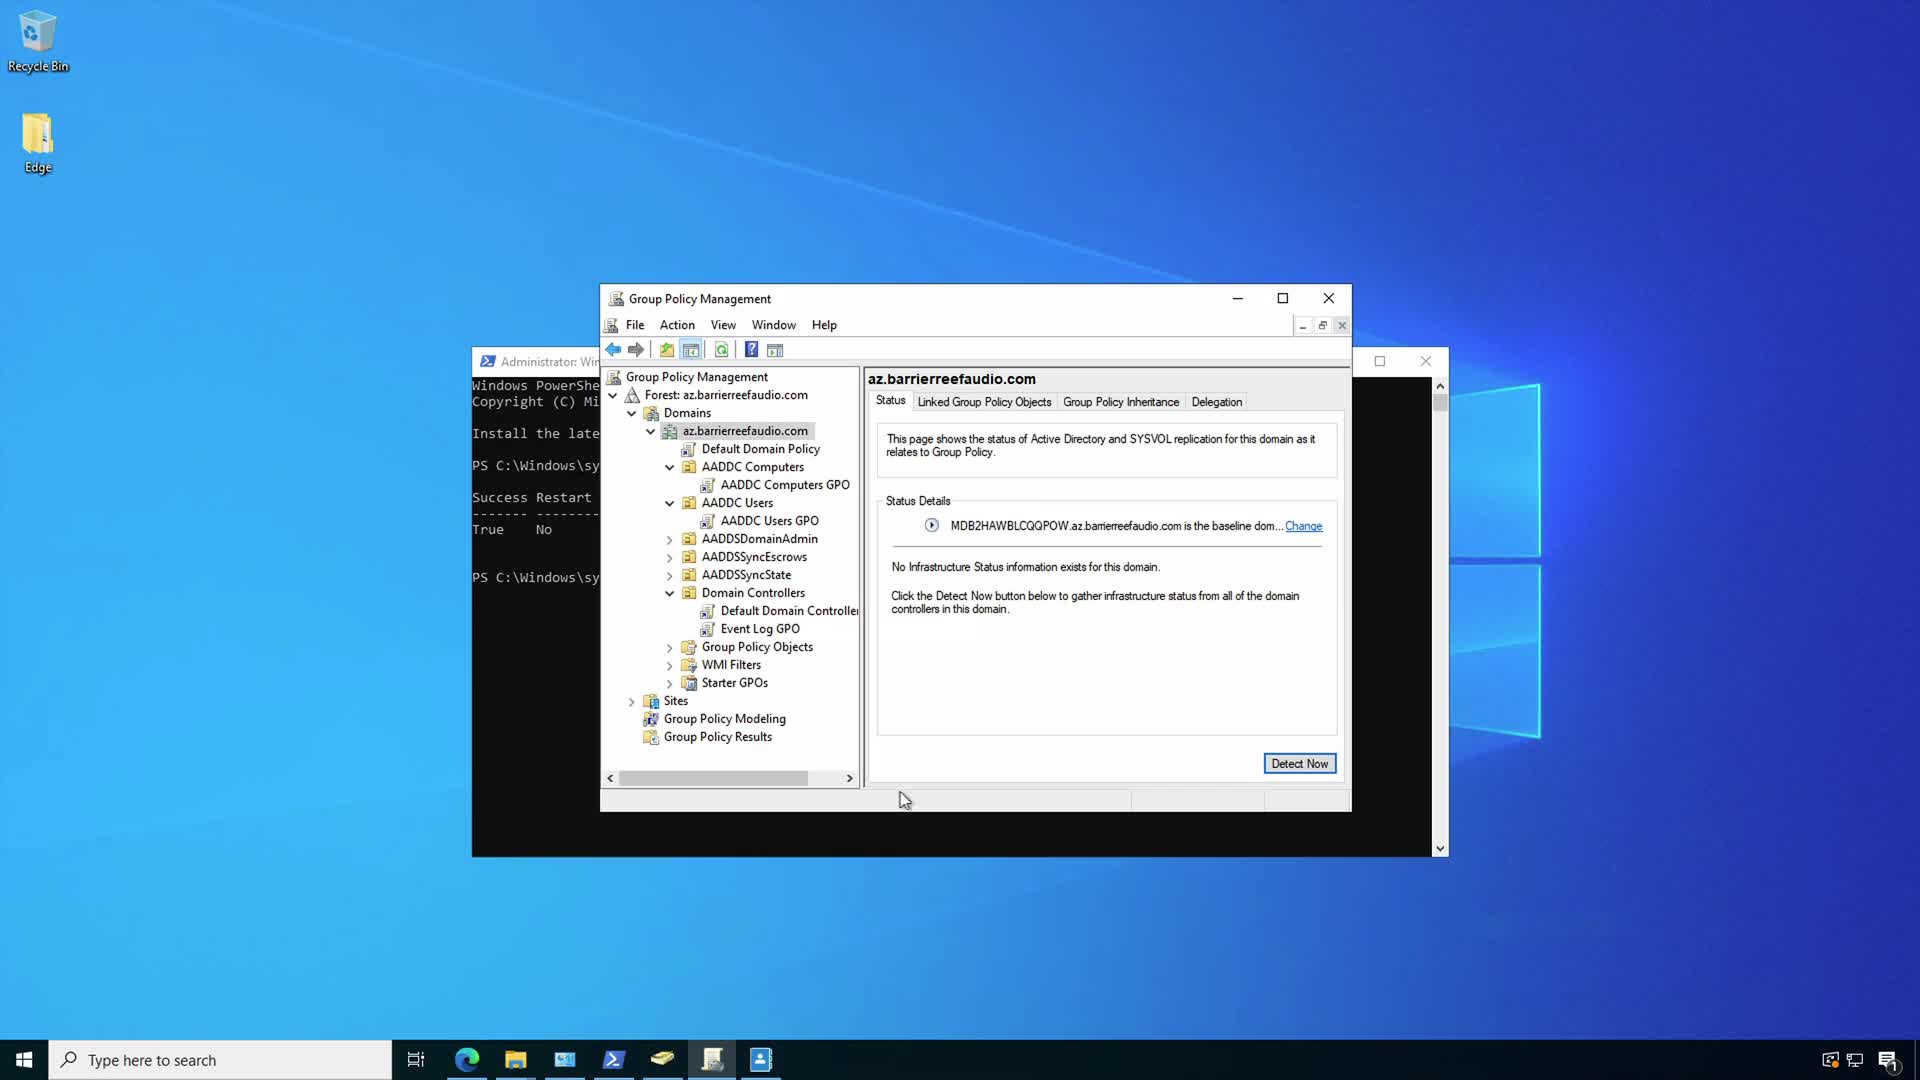 Recycle Bin
Edge
Group Policy Management
File Action View Window Help
Administrator: Win
Windows PowerShe
Copyright (C) Mi
Install the late
PS C:\Windows\sy
Success Restart
------- -------
True No
PS C:\Windows\sy
Group Policy Management
Forest: az.barrierreefaudio.com
Domains
az.barrierreefaudio.com
Default Domain Policy
AADDC Computers
AADDC Computers GPO
AADDC Users
AADDC Users GPO
AADDSDomainAdmin
AADDSSyncEscrows
AADDSSyncState
Domain Controllers
Default Domain Controller
Event Log GPO
Group Policy Objects
WMI Filters
Starter GPOs
Sites
Group Policy Modeling
Group Policy Results
az.barrierreefaudio.com
Status Linked Group Policy Objects Group Policy Inheritance Delegation
This page shows the status of Active Directory and SYSVOL replication for this domain as it
relates to Group Policy.
Status Details
MDB2HAWBLCQQPOW.az.barrierreefaudio.com is the baseline dom... Change
No Infrastructure Status information exists for this domain.
Click the Detect Now button below to gather infrastructure status from all of the domain
controllers in this domain.
Detect Now
Type here to search
1